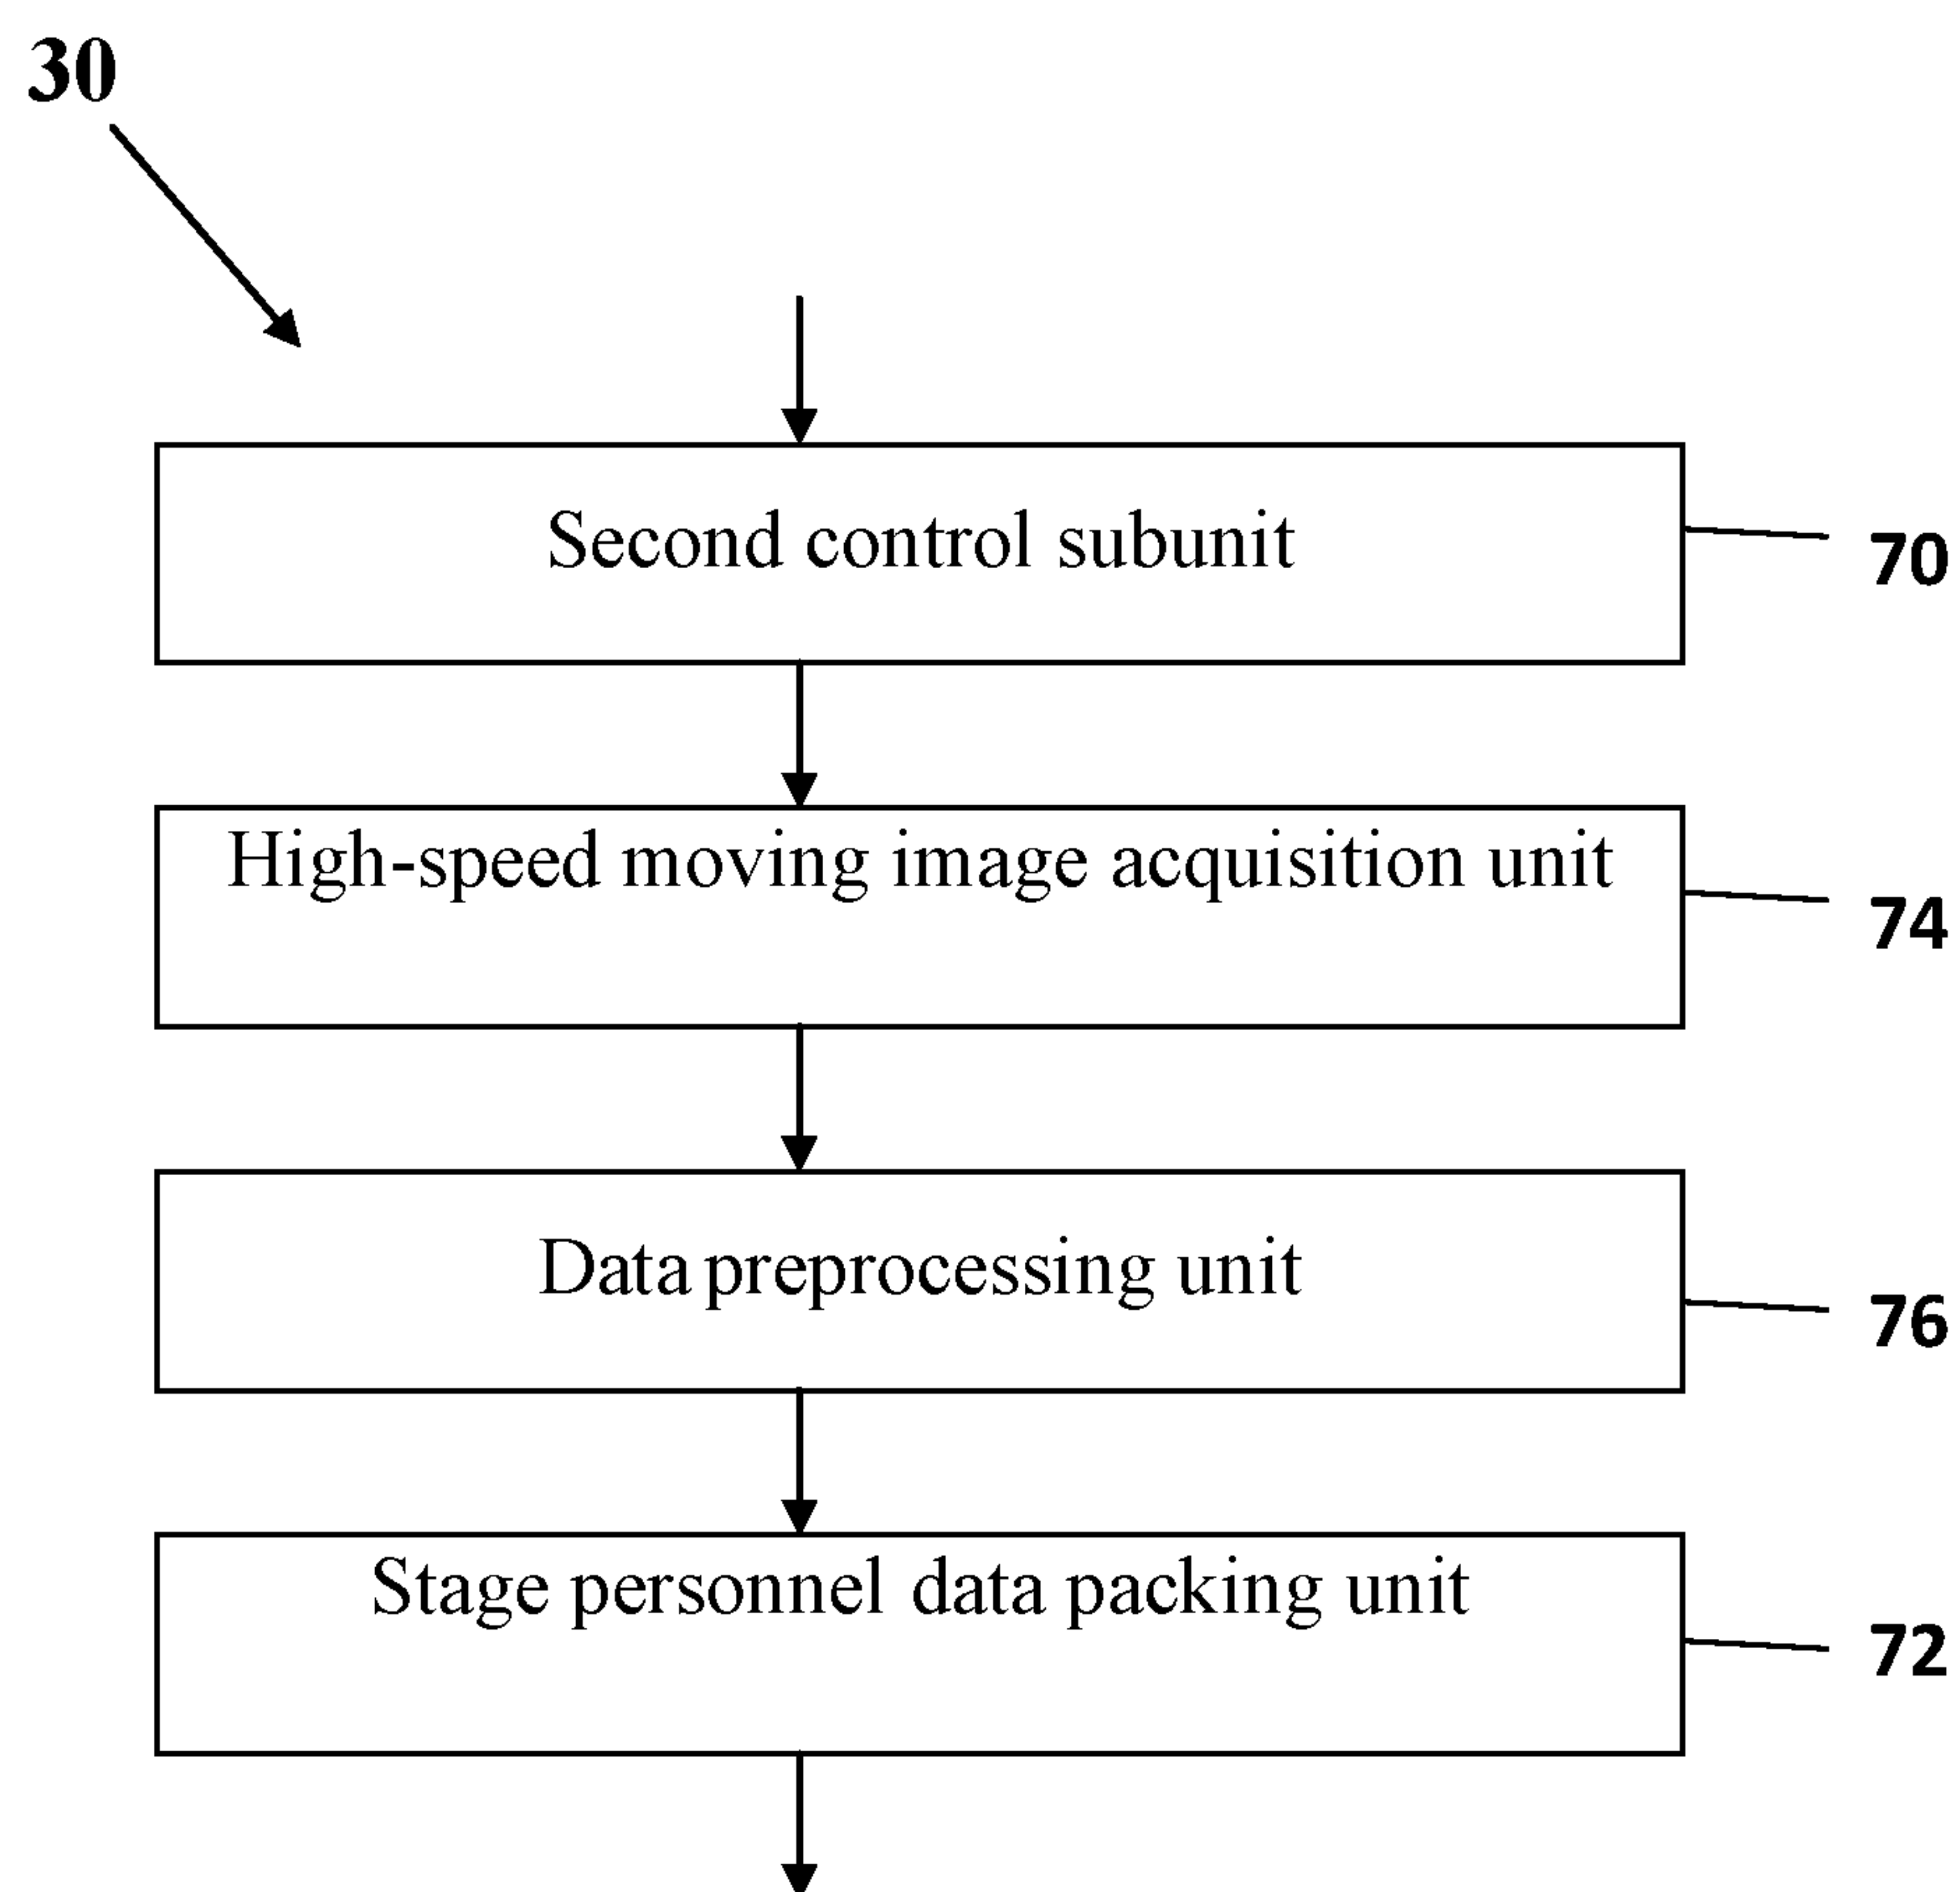 30
Second control subunit
70
High-speed moving image acquisition unit
74
Data preprocessing unit
76
Stage personnel data packing unit
72